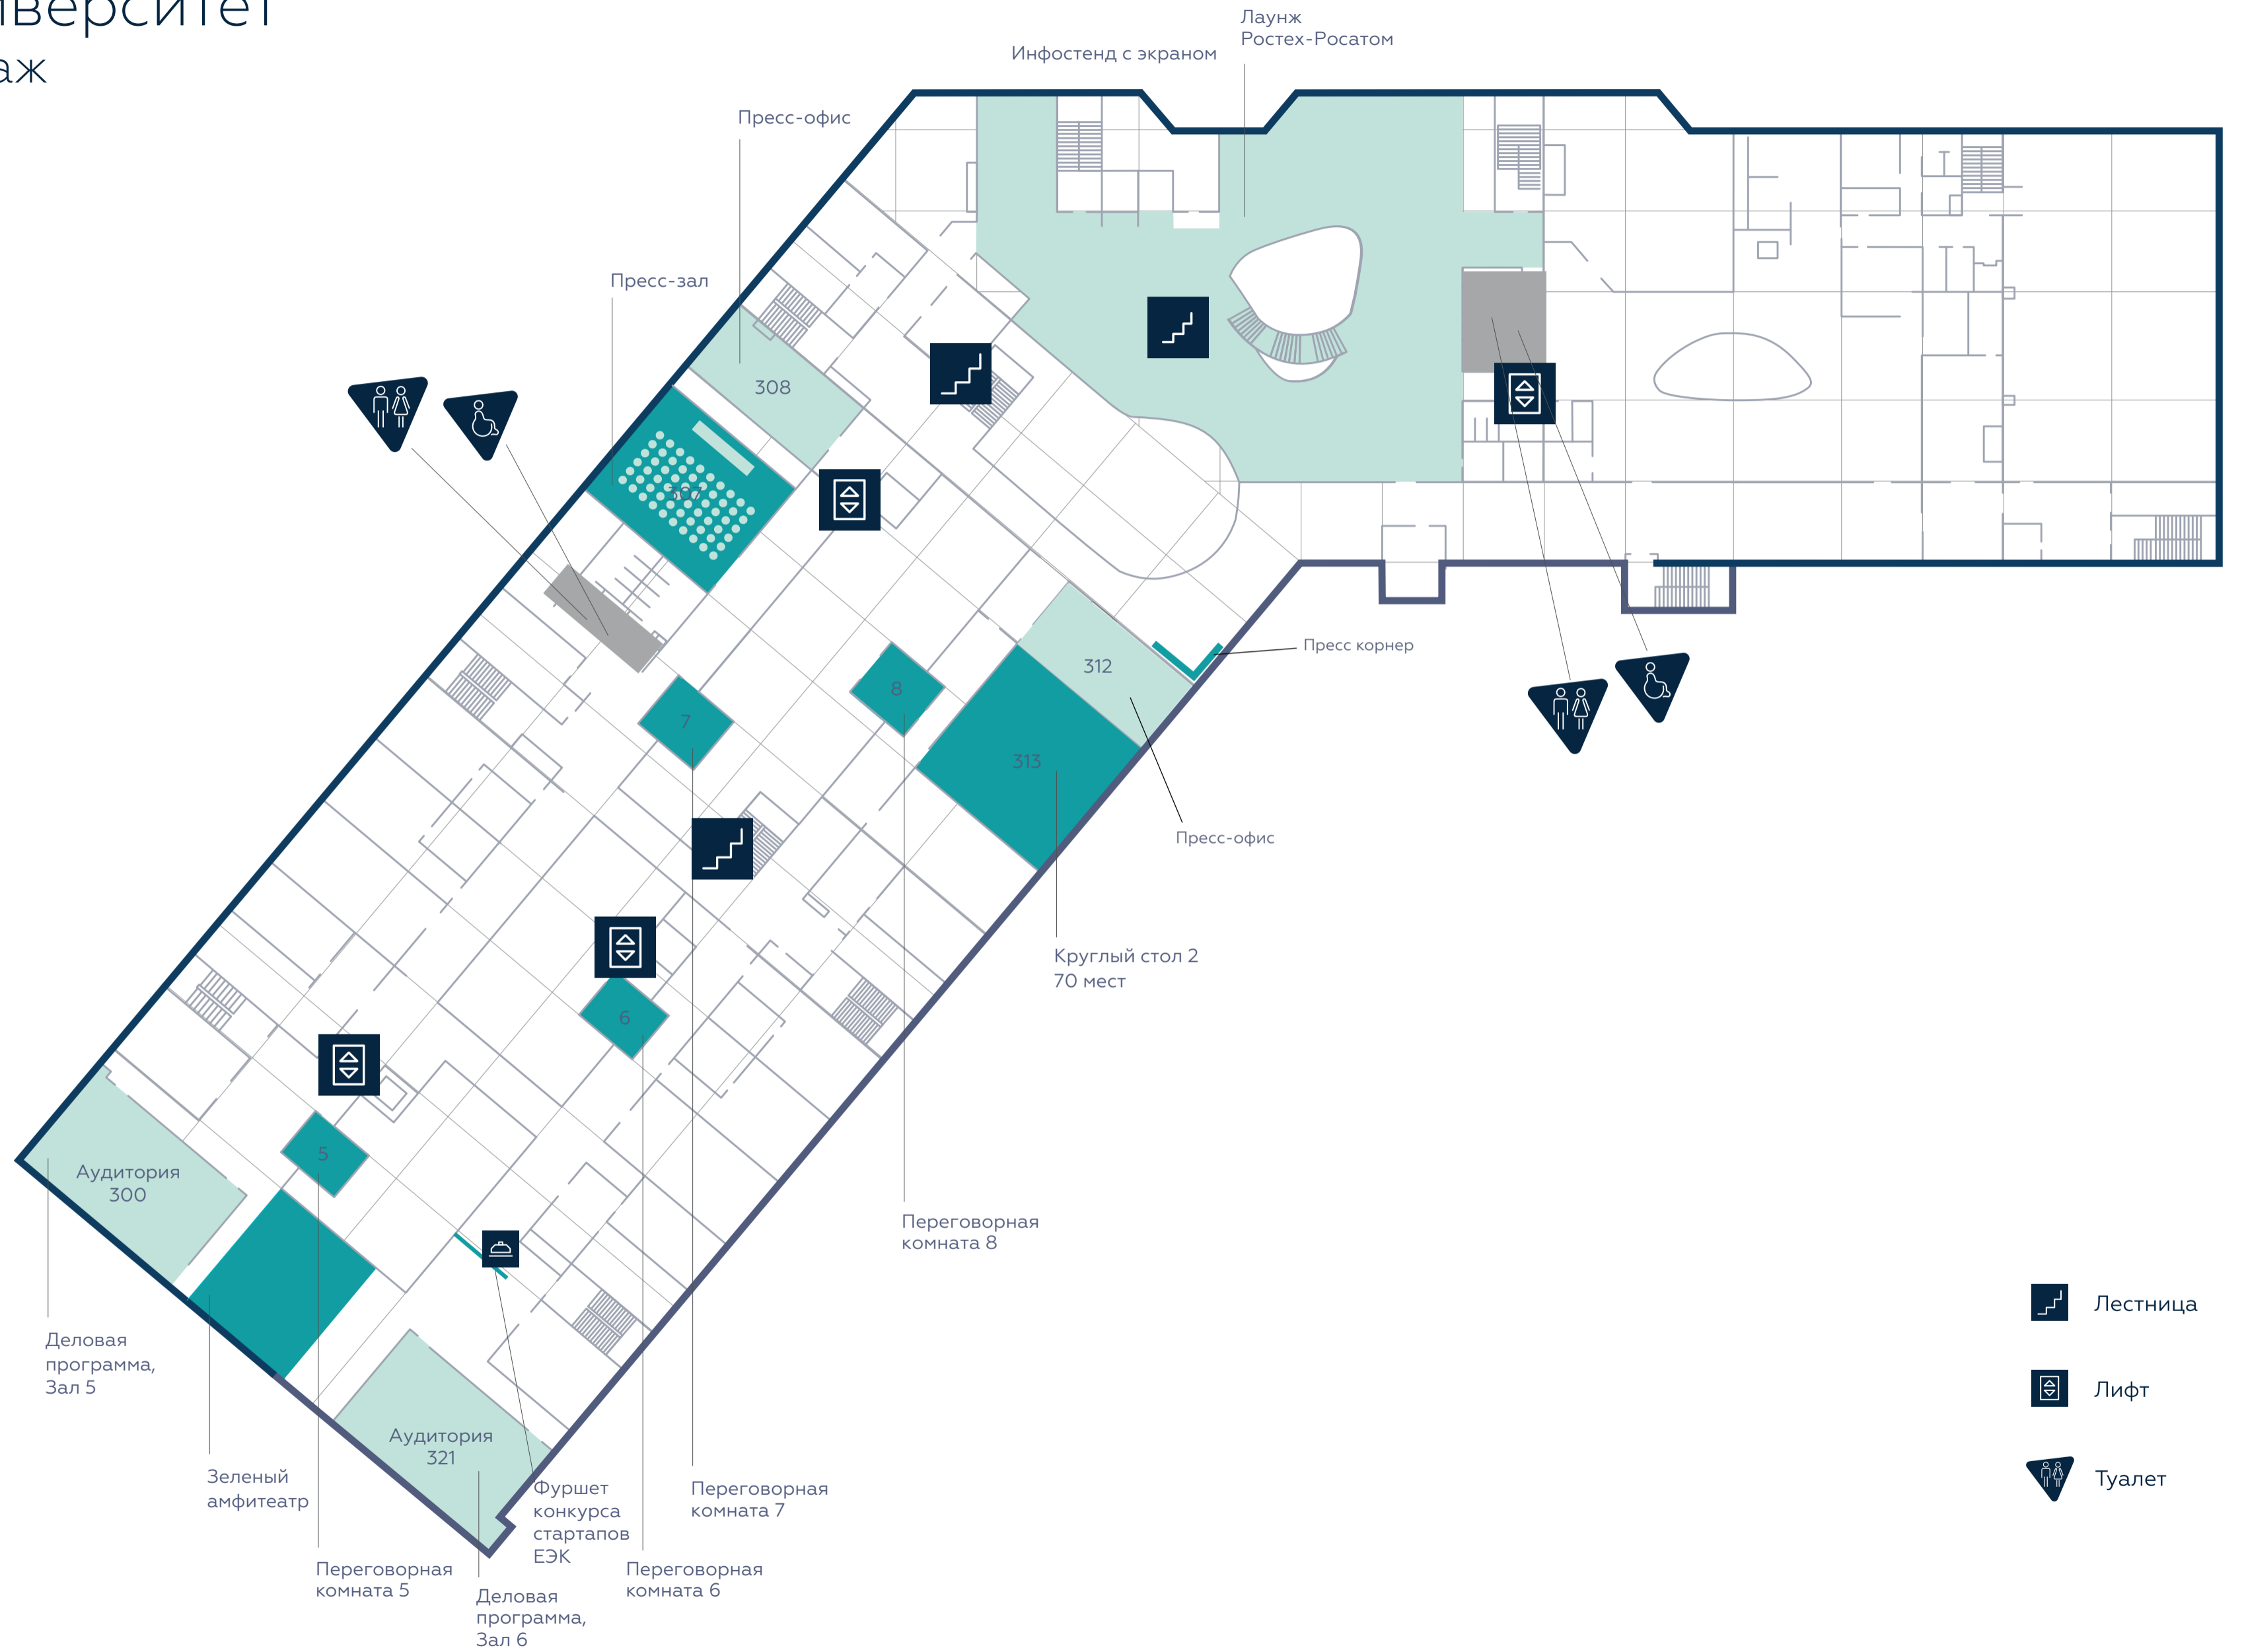 иверситет
аж
Лаунж
Ростех-Росатом
Инфостенд с экраном
Пресс-офис
Пресс-зал
308
307
312
Пресс корнер
8
7
313
Пресс-офис
Круглый стол 2
70 мест
6
5
Аудитория
300
Переговорная
комната 8
Лестница
Деловая
программа,
Зал 5
Лифт
Аудитория
321
Зеленый
амфитеатр
Туалет
Фуршет
конкурса
стартапов
ЕЭК
Переговорная
комната 7
Переговорная
комната 5
Переговорная
комната 6
Деловая
программа,
Зал 6